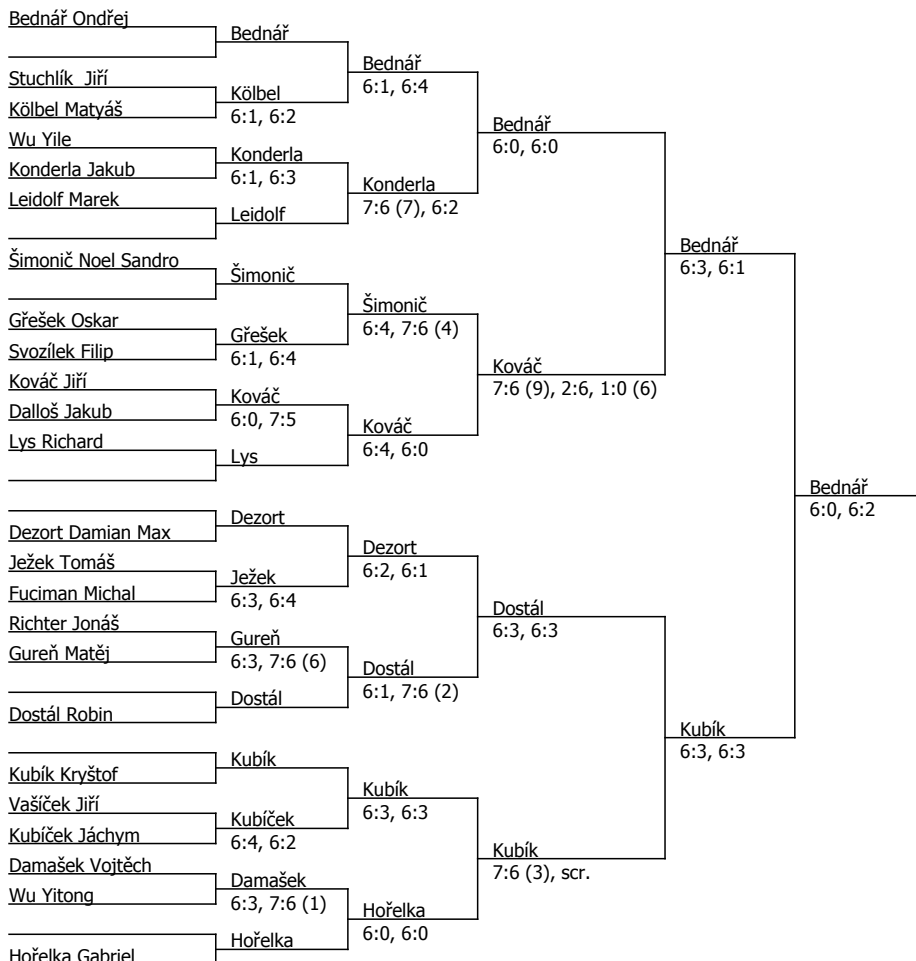 Bednář Ondřej
Bednář
Bednář
6:1, 6:4
Stuchlík  Jiří
Kölbel
6:1, 6:2
Kölbel Matyáš
Bednář
6:0, 6:0
Wu Yile
Konderla
6:1, 6:3
Konderla Jakub
Konderla
7:6 (7), 6:2
Leidolf Marek
Leidolf
Bednář
6:3, 6:1
Šimonič Noel Sandro
Šimonič
Šimonič
6:4, 7:6 (4)
Gřešek Oskar
Gřešek
6:1, 6:4
Svozílek Filip
Kováč
7:6 (9), 2:6, 1:0 (6)
Kováč Jiří
Kováč
6:0, 7:5
Dalloš Jakub
Kováč
6:4, 6:0
Lys Richard
Lys
Bednář
6:0, 6:2
Dezort
Dezort Damian Max
Dezort
6:2, 6:1
Ježek Tomáš
Ježek
6:3, 6:4
Fuciman Michal
Dostál
6:3, 6:3
Richter Jonáš
Gureň
6:3, 7:6 (6)
Gureň Matěj
Dostál
6:1, 7:6 (2)
Dostál
Dostál Robin
Kubík
6:3, 6:3
Kubík
Kubík Kryštof
Kubík
6:3, 6:3
Vašíček Jiří
Kubíček
6:4, 6:2
Kubíček Jáchym
Kubík
7:6 (3), scr.
Damašek Vojtěch
Damašek
6:3, 7:6 (1)
Wu Yitong
Hořelka
6:0, 6:0
Hořelka
Hořelka Gabriel